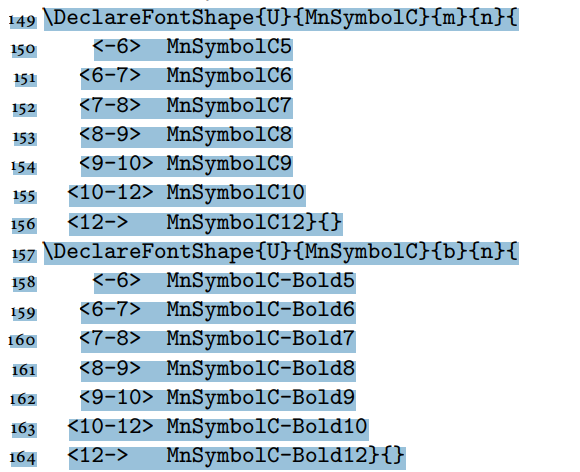 149 \DeclareFontShape{U}{MnSymbolC}{m}{n}{
150 <-6> MnSymbolC5
151 <6-7> MnSymbolC6
152 <7-8> MnSymbolC7
153 <8-9> MnSymbolC8
154 <9-10> MnSymbolC9
155 <10-12> MnSymbolC10
156 <12-> MnSymbolC12}{}
157 \DeclareFontShape{U}{MnSymbolC}{b}{n}{
158 <-6> MnSymbolC-Bold5
159 <6-7> MnSymbolC-Bold6
160 <7-8> MnSymbolC-Bold7
161 <8-9> MnSymbolC-Bold8
162 <9-10> MnSymbolC-Bold9
163 <10-12> MnSymbolC-Bold10
164 <12-> MnSymbolC-Bold12}{}